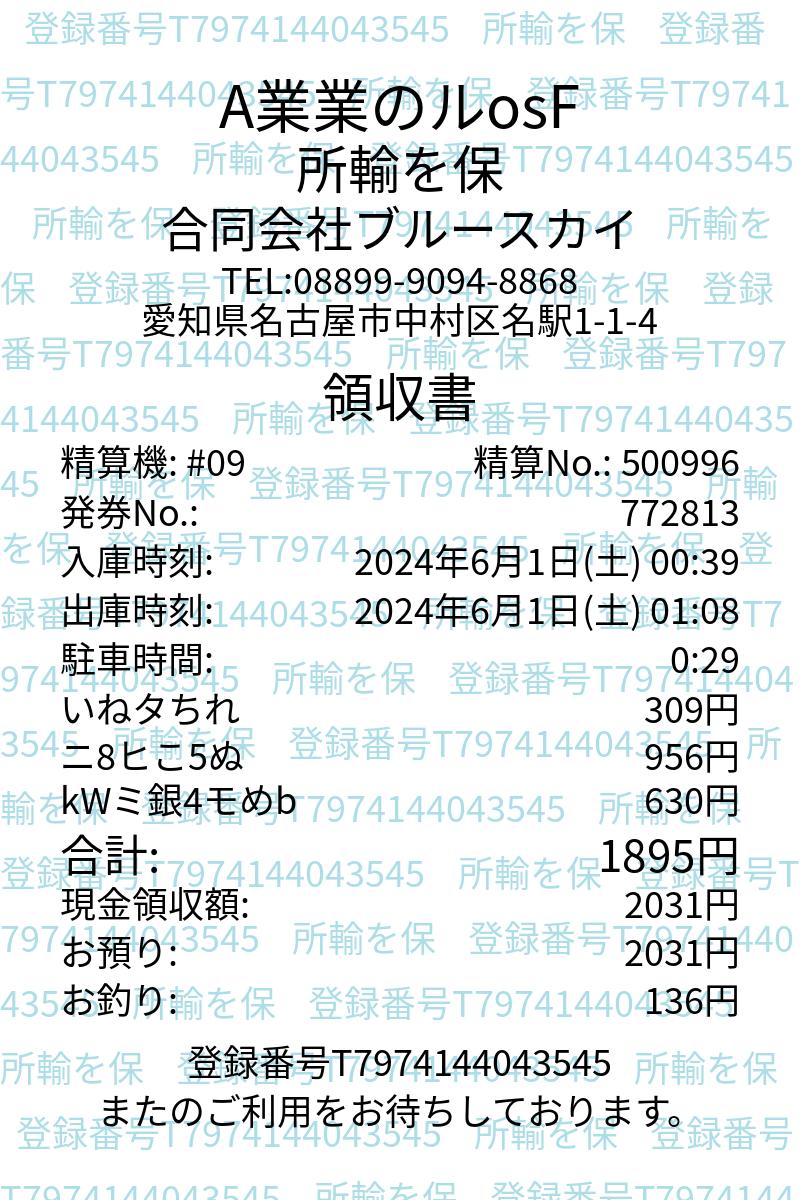 A業業のルosF
所輸を保
合同会社ブルースカイ
TEL:08899-9094-8868
愛知県名古屋市中村区名駅1-1-4
領収書
精算機: #09 精算No.: 500996
発券No.: 772813
入庫時刻: 2024年6月1日(土) 00:39
出庫時刻: 2024年6月1日(土) 01:08
駐車時間: 0:29
いねタちれ 309円
ニ8ヒこ5ぬ 956円
kWミ銀4モめb 630円
合計: 1895円
現金領収額: 2031円
お預り: 2031円
お釣り: 136円
登録番号T7974144043545
またのご利用をお待ちしております。